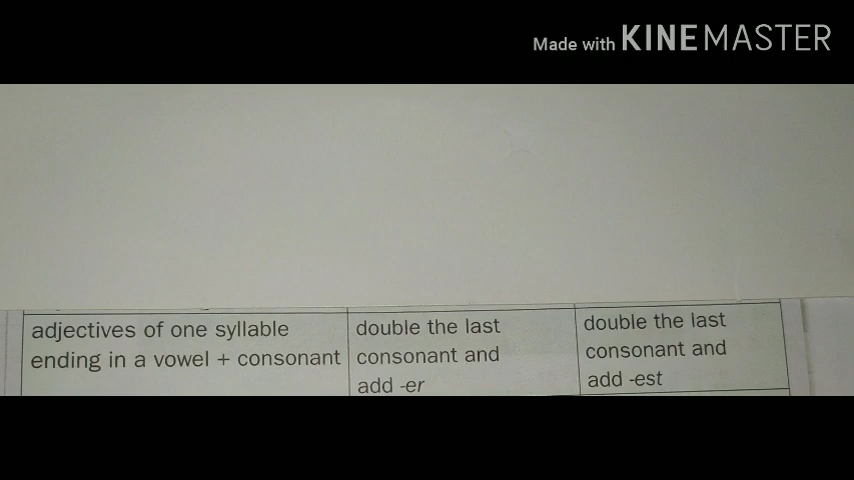 Made with KINEMASTER
adjectives of one syllable
ending in a vowel + consonant
double the last
consonant and
add -er
double the last
consonant and
add -est